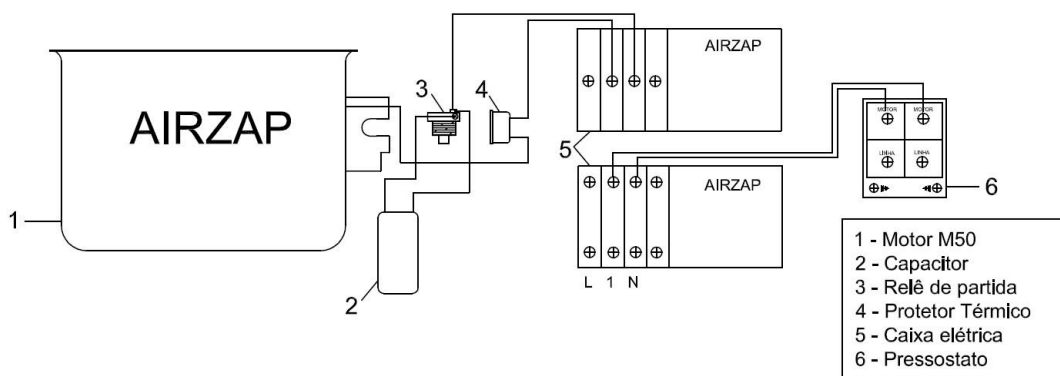 AIRZAP
1
2
3
4
5
6
AIRZAP
AIRZAP
L 1 N
MOTOR MOTOR
LINHA LINHA
1 - Motor M50
2 - Capacitor
3 - Relê de partida
4 - Protetor Térmico
5 - Caixa elétrica
6 - Pressostato